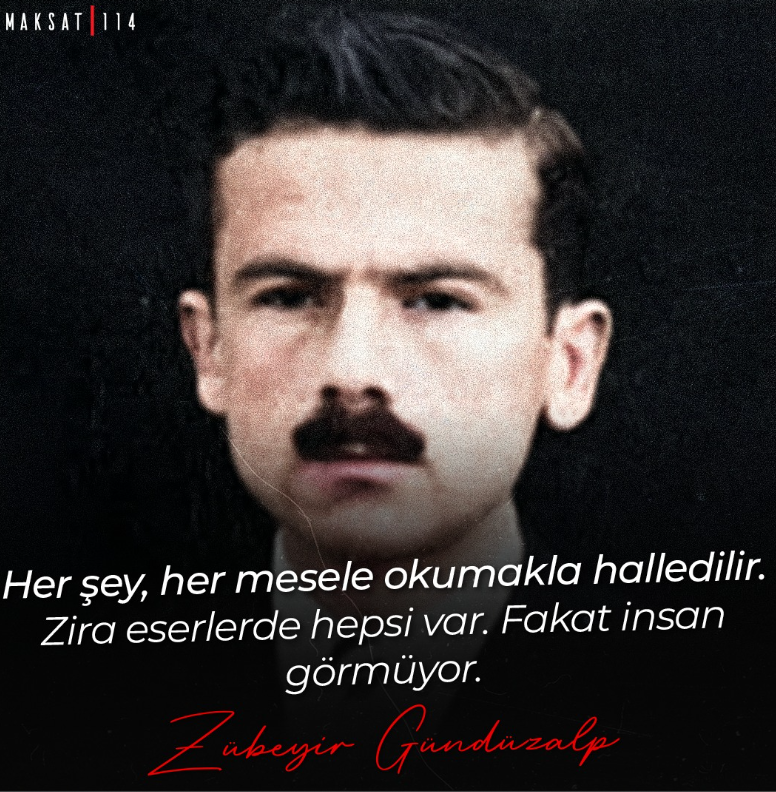 MAKSAT|114
Her şey, her mesele okumakla halledilir.
Zira eserlerde hepsi var. Fakat insan
görmüyor.
Zübeyir Gündüzalp